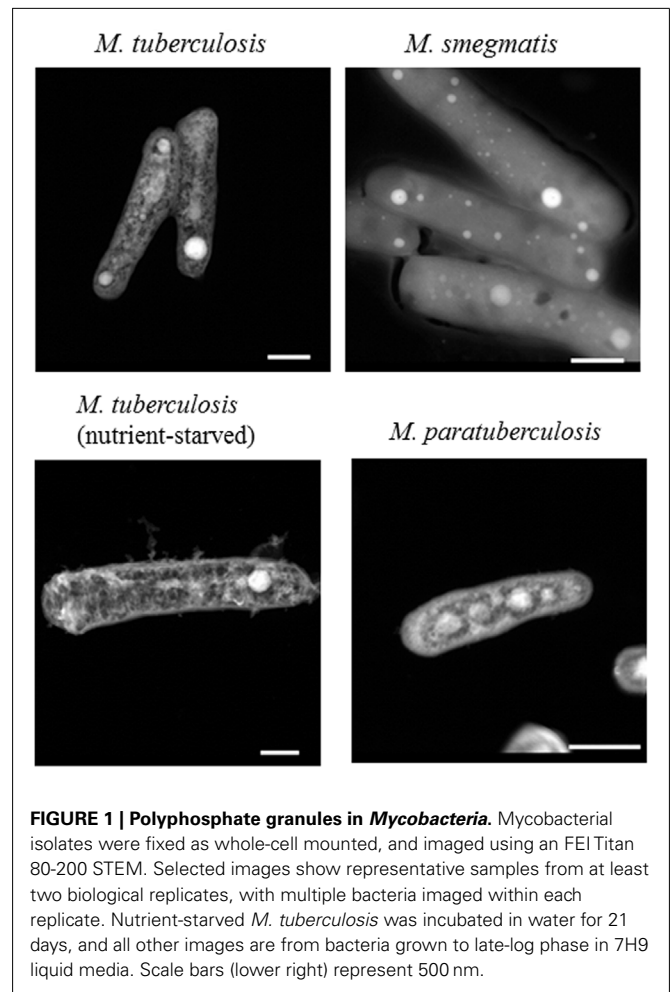 M. tuberculosis
M. smegmatis
M. tuberculosis
(nutrient-starved)
M. paratuberculosis
FIGURE 1 | Polyphosphate granules in Mycobacteria. Mycobacterial
isolates were fixed as whole-cell mounted, and imaged using an FEI Titan
80-200 STEM. Selected images show representative samples from at least
two biological replicates, with multiple bacteria imaged within each
replicate. Nutrient-starved M. tuberculosis was incubated in water for 21
days, and all other images are from bacteria grown to late-log phase in 7H9
liquid media. Scale bars (lower right) represent 500 nm.